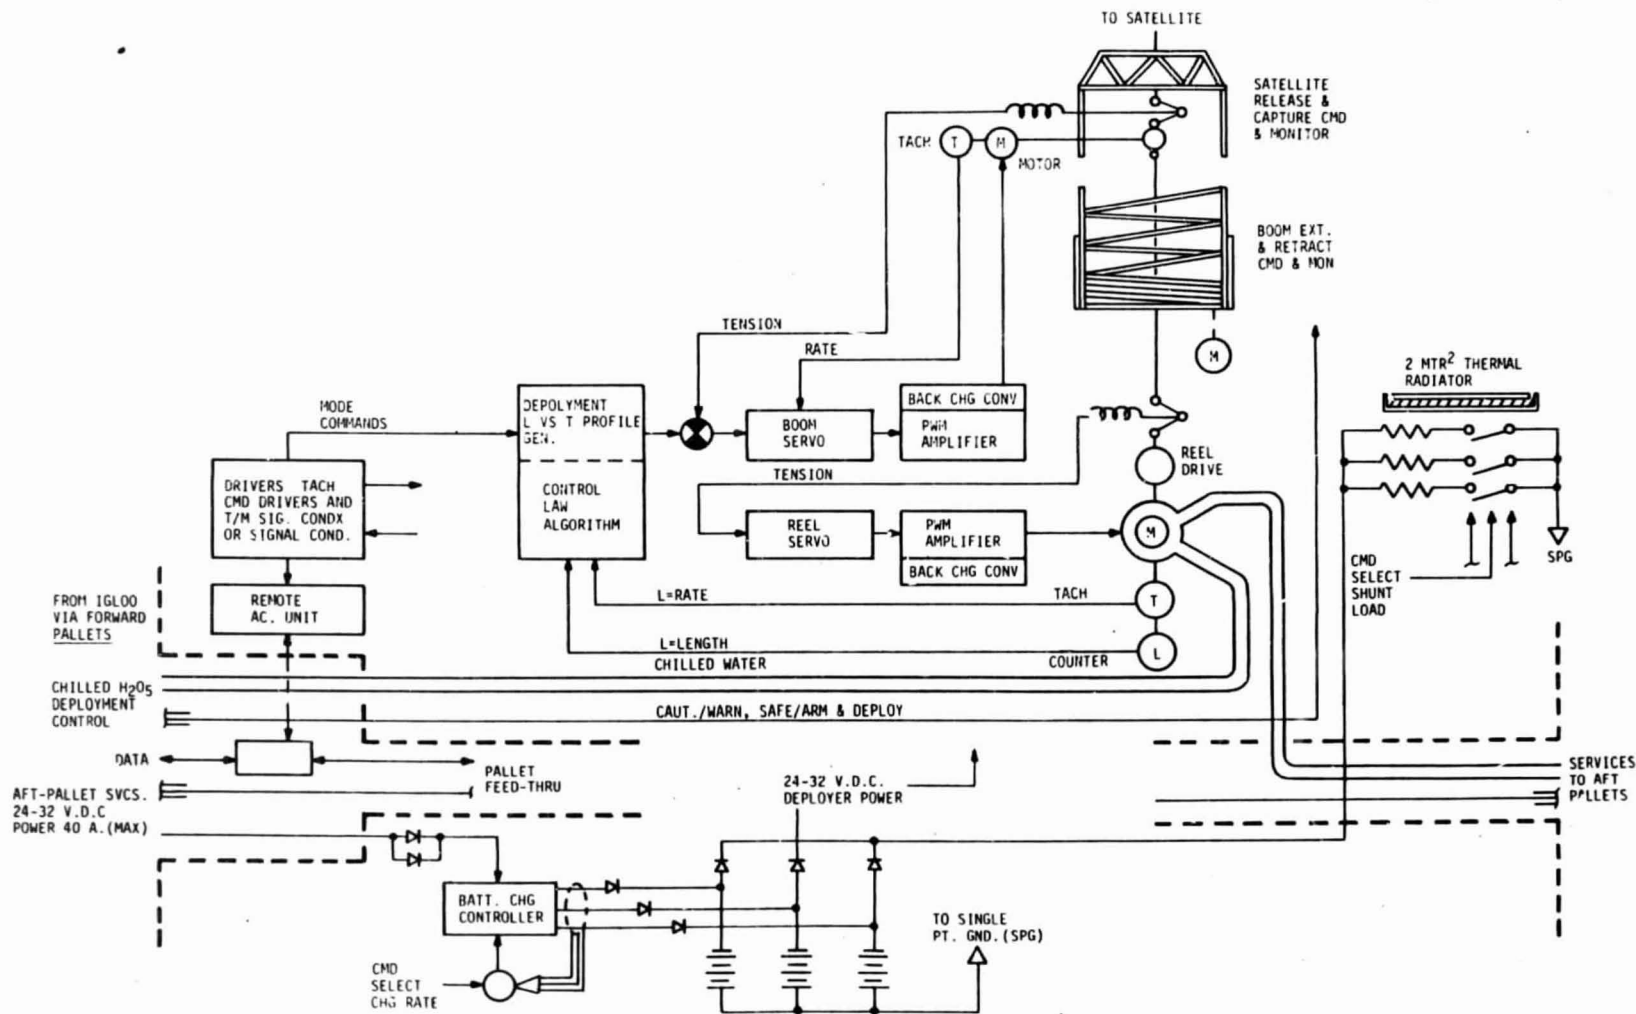 TO SATELLITE
SATELLITE
RELEASE &
CAPTURE CMD
& MONITOR
TACH
T
M
MOTOR
BOOM EXT.
& RETRACT
CMD & MON
M
TENSION
RATE
2 MTR² THERMAL
RADIATOR
MODE
COMMANDS
DEPOLYMENT
L VS T PROFILE
GEN.
CONTROL
LAW
ALGORITHM
BOOM
SERVO
BACK CHG CONV
PWM
AMPLIFIER
REEL
DRIVE
TENSION
DRIVERS TACH
CMD DRIVERS AND
T/M SIG. CONDX
OR SIGNAL COND.
REEL
SERVO
PWM
AMPLIFIER
BACK CHG CONV
M
SPG
CMD
SELECT
SHUNT
LOAD
REMOTE
AC. UNIT
FROM IGLOO
VIA FORWARD
PALLETS
L=RATE
TACH
T
L=LENGTH
COUNTER
L
CHILLED WATER
CHILLED H₂O₅
DEPLOYMENT
CONTROL
CAUT./WARN, SAFE/ARM & DEPLOY
DATA
PALLET
FEED-THRU
24-32 V.D.C.
DEPLOYER POWER
SERVICES
TO AFT
PALLETS
AFT-PALLET SVCS.
24-32 V.D.C
POWER 40 A.(MAX)
BATT. CHG
CONTROLLER
TO SINGLE
PT. GND.(SPG)
CMD
SELECT
CHG RATE